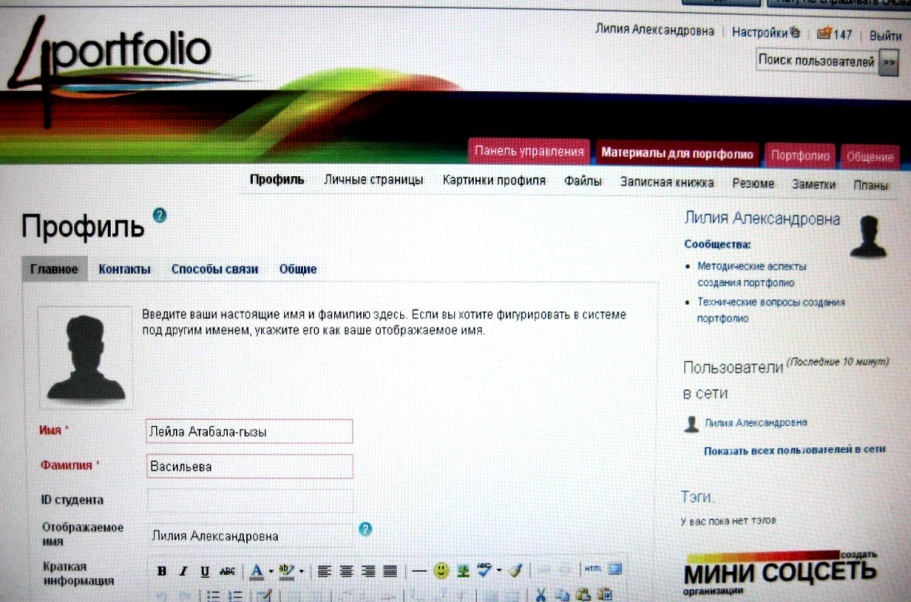 4portfolio
Лилия Александровна | Настройки | 147 | Выйти
Поиск пользователей >>
Панель управления Материалы для портфолио Портфолио Общение
Профиль Личные страницы Картинки профиля Файлы Записная книжка Резюме Заметки Планы
Профиль ?
Главное Контакты Способы связи Общие
Введите ваши настоящие имя и фамилию здесь. Если вы хотите фигурировать в системе
под другим именем, укажите его как ваше отображаемое имя.
Имя * Лейла Атабала-гызы
Фамилия * Васильева
ID студента
Отображаемое
имя
Лилия Александровна ?
Краткая
информация
B I U ABC A ab HTML
Лилия Александровна
Сообщества:
Методические аспекты
создания портфолио
Технические вопросы создания
портфолио
Пользователи (Последние 10 минут)
в сети
Лилия Александровна
Показать всех пользователей в сети
Тэги
У вас пока нет тэгов
создать
МИНИ СОЦСЕТЬ
организации